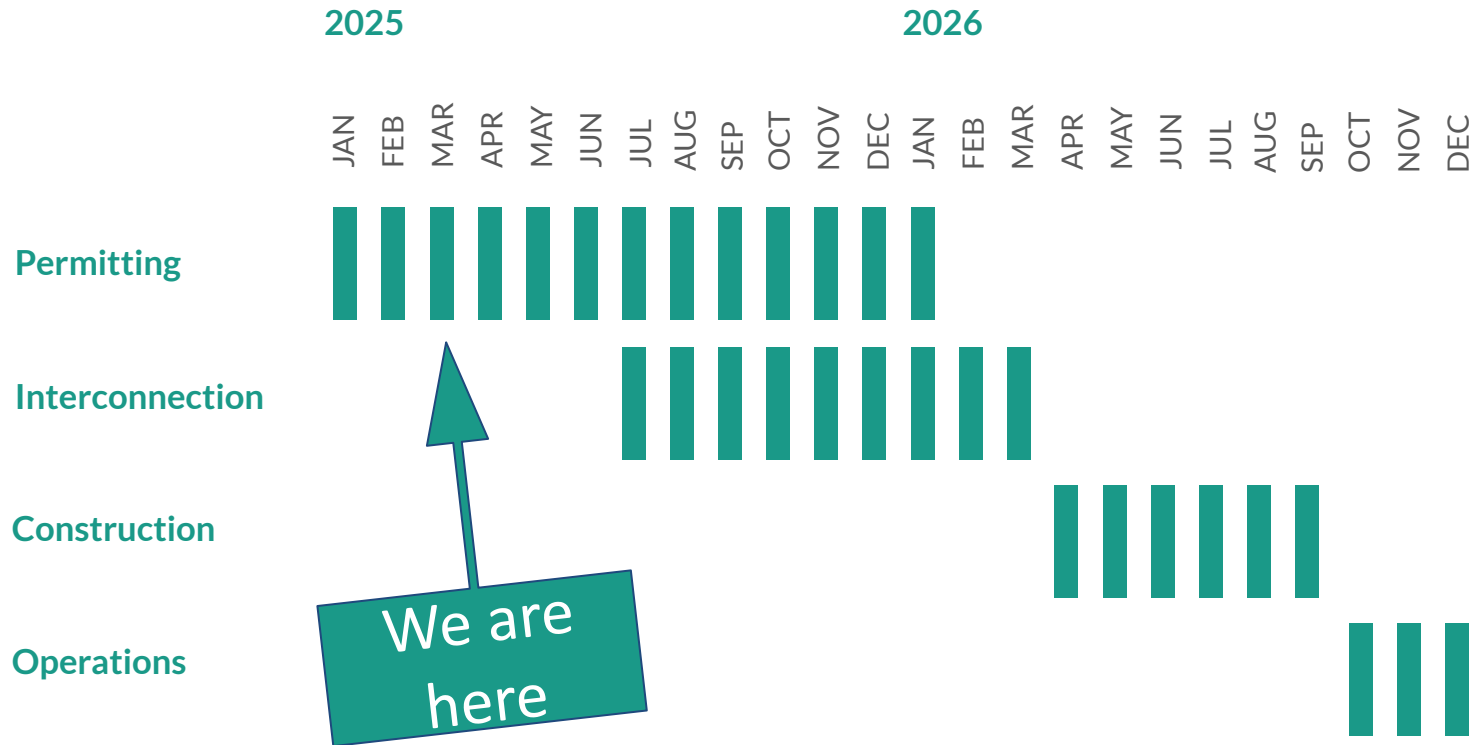 2025 2026
JAN FEB MAR APR MAY JUN JUL AUG SEP OCT NOV DEC JAN FEB MAR APR MAY JUN JUL AUG SEP OCT NOV DEC
Permitting
Interconnection
Construction
Operations
We are
here